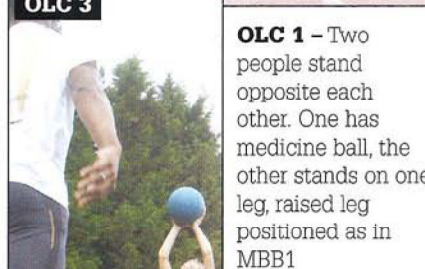 OLC 3
OLC 1 – Two
people stand
opposite each
other. One has
medicine ball, the
other stands on one
leg, raised leg
positioned as in
MBB1